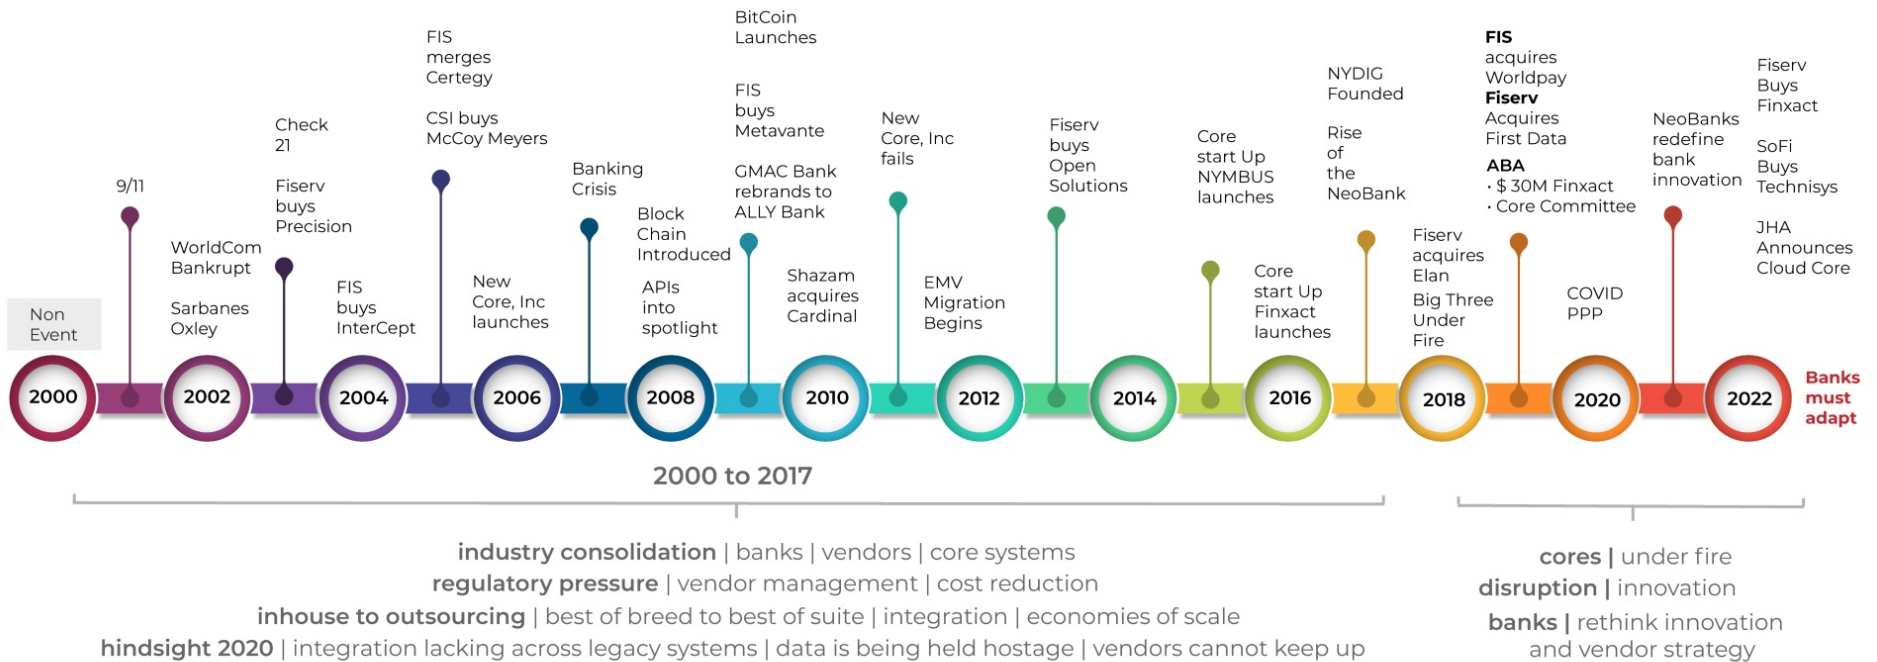 Non
Event
2000
9/11
WorldCom
Bankrupt
Sarbanes
Oxley
2002
Check
21
Fiserv
buys
Precision
FIS
buys
InterCept
2004
FIS
merges
Certegy
CSI buys
McCoy Meyers
New
Core, Inc
launches
2006
Banking
Crisis
Block
Chain
Introduced
APIs
into
spotlight
2008
BitCoin
Launches
FIS
buys
Metavante
GMAC Bank
rebrands to
ALLY Bank
Shazam
acquires
Cardinal
2010
New
Core, Inc
fails
EMV
Migration
Begins
2012
Fiserv
buys
Open
Solutions
2014
Core
start Up
NYMBUS
launches
Core
start Up
Finxact
launches
2016
NYDIG
Founded
Rise
of
the
NeoBank
Fiserv
acquires
Elan
Big Three
Under
Fire
2018
FIS
acquires
Worldpay
Fiserv
Acquires
First Data
ABA
• $ 30M Finxact
• Core Committee
COVID
PPP
2020
NeoBanks
redefine
bank
innovation
Fiserv
Buys
Finxact
SoFi
Buys
Technisys
JHA
Announces
Cloud Core
2022
Banks
must
adapt
2000 to 2017
industry consolidation | banks | vendors | core systems
regulatory pressure | vendor management | cost reduction
inhouse to outsourcing | best of breed to best of suite | integration | economies of scale
hindsight 2020 | integration lacking across legacy systems | data is being held hostage | vendors cannot keep up
cores | under fire
disruption | innovation
banks | rethink innovation
and vendor strategy